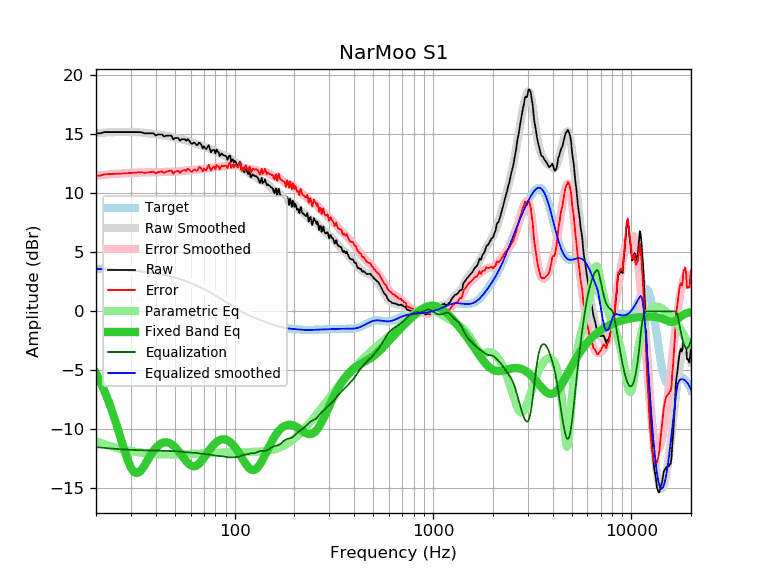 NarMoo S1
20
15
10
5
0
−5
−10
−15
Amplitude (dBr)
Target
Raw Smoothed
Error Smoothed
Raw
Error
Parametric Eq
Fixed Band Eq
Equalization
Equalized smoothed
100
1000
10000
Frequency (Hz)